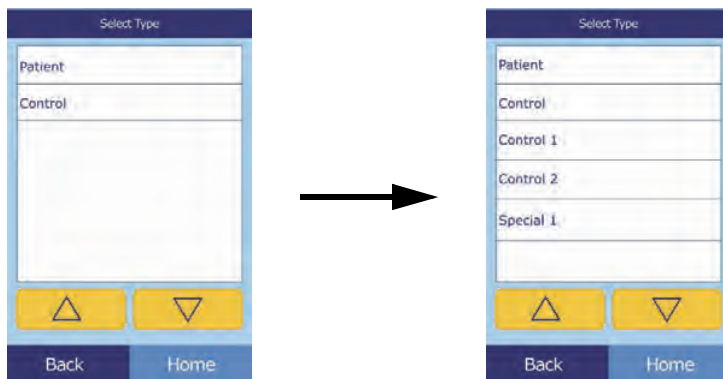 Select Type
Patient
Control
Back
Home
Select Type
Patient
Control
Control 1
Control 2
Special 1
Back
Home